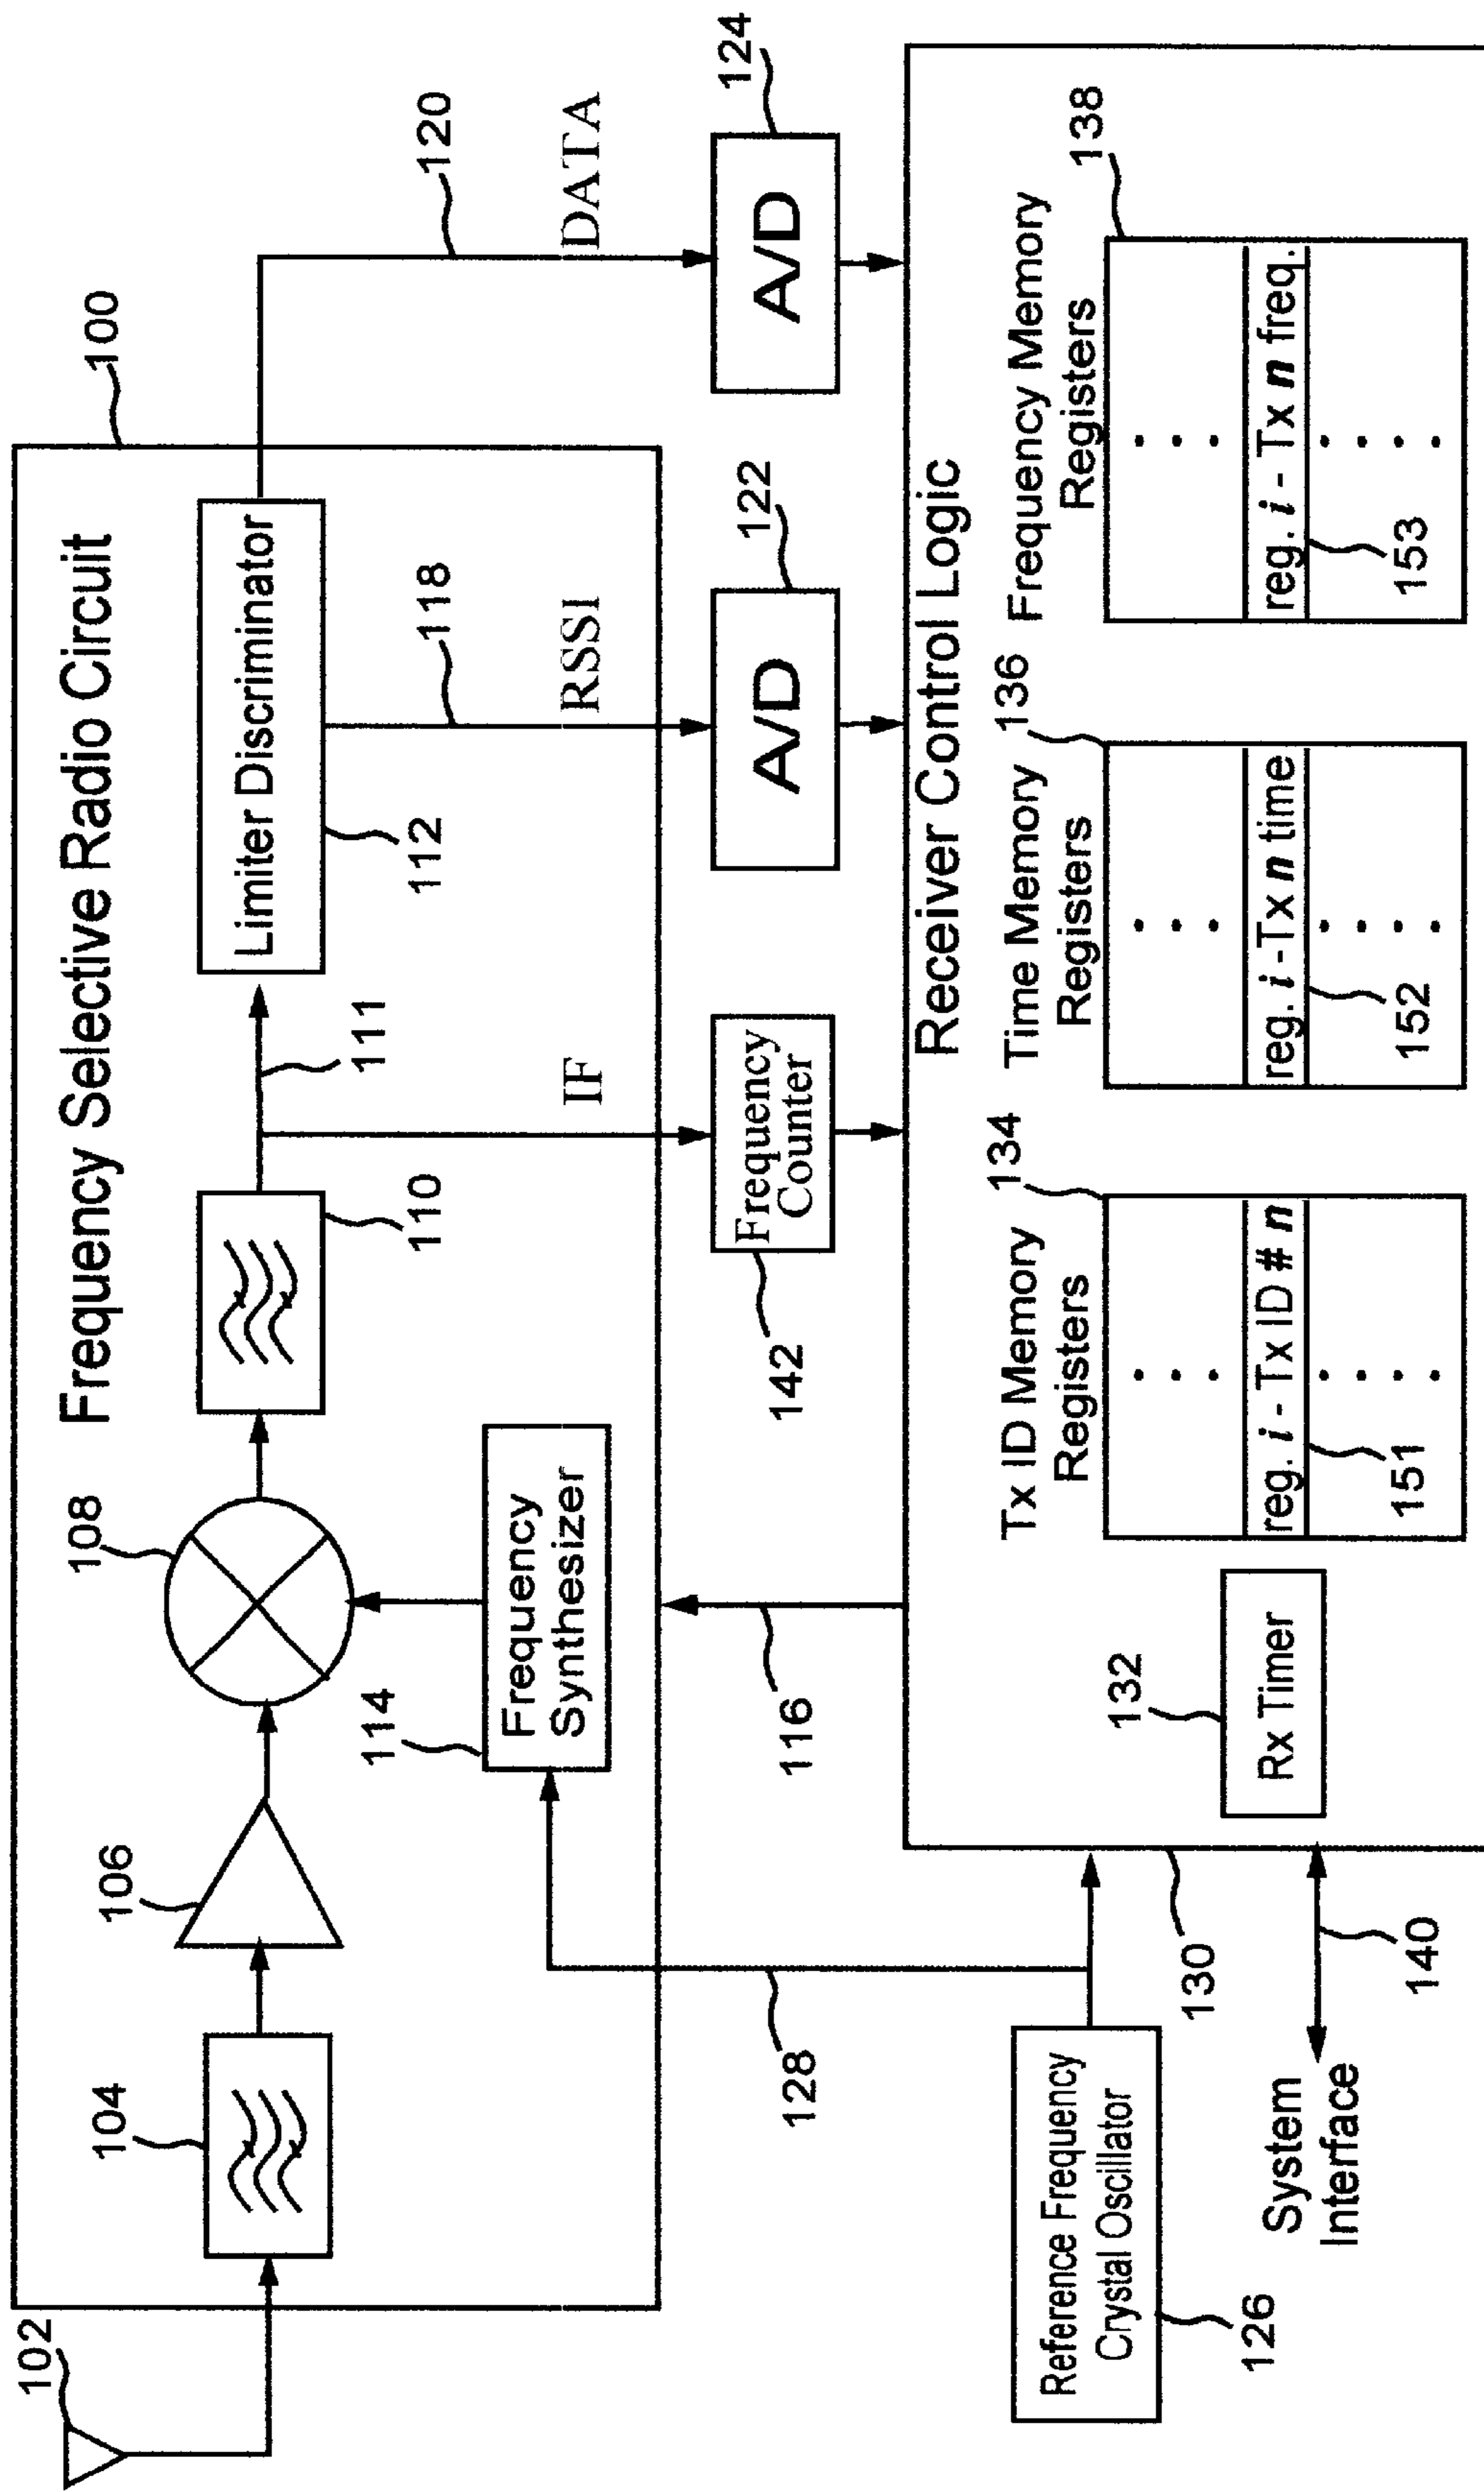 102
104
106
108
110
111
112
100
Frequency Selective Radio Circuit
Limiter Discriminator
114
Frequency
Synthesizer
IF
118
RSSI
120
DATA
128
116
142
Frequency
Counter
122
A/D
124
A/D
126
Reference Frequency
Crystal Oscillator
130
Receiver Control Logic
System
Interface
140
132
Rx Timer
Tx ID Memory
Registers
134
reg. i - Tx ID # n
151
Time Memory
Registers
136
reg. i -Tx n time
152
Frequency Memory
Registers
138
reg. i - Tx n freq.
153